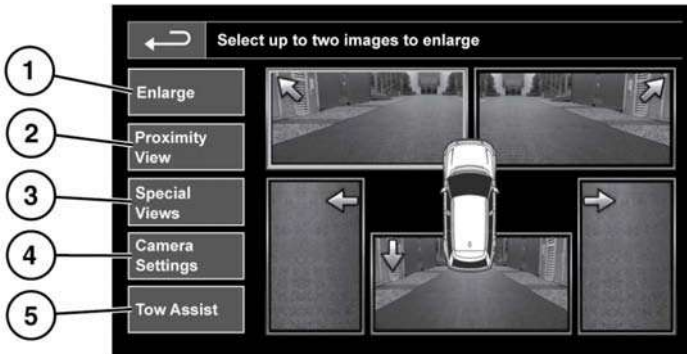 Select up to two images to enlarge
1
Enlarge
2
Proximity
View
3
Special
Views
4
Camera
Settings
5
Tow Assist